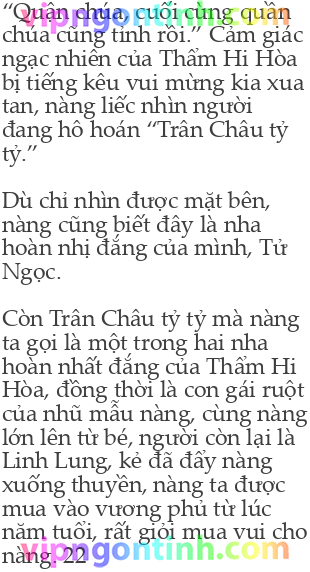 “Quận chúa, cuối cùng quận
chúa cũng tỉnh rồi.” Cảm giác
ngạc nhiên của Thẩm Hi Hòa
bị tiếng kêu vui mừng kia xua
tan, nàng liếc nhìn người
đang hô hoán “Trân Châu tỷ
tỷ.”
Dù chỉ nhìn được mặt bên,
nàng cũng biết đây là nha
hoàn nhị đẳng của mình, Tử
Ngọc.
Còn Trân Châu tỷ tỷ mà nàng
ta gọi là một trong hai nha
hoàn nhất đẳng của Thẩm Hi
Hòa, đồng thời là con gái ruột
của nhũ mẫu nàng, cùng nàng
lớn lên từ bé, người còn lại là
Linh Lung, kẻ đã đẩy nàng
xuống thuyền, nàng ta được
mua vào vương phủ từ lúc
năm tuổi, rất giỏi mua vui cho
nàng. 22
vipngontinh.com
vipngontinh.com
vipngontinh.com